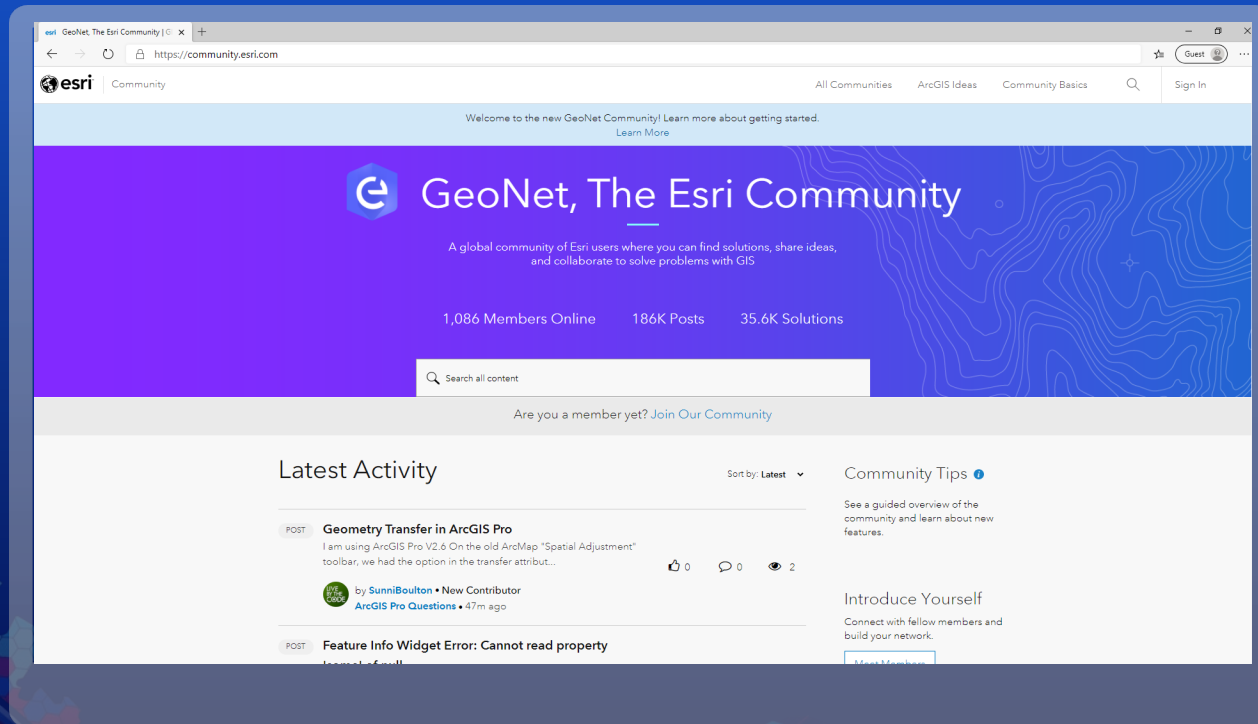 esri GeoNet, The Esri Community | G
https://community.esri.com
Guest
esri Community
All Communities ArcGIS Ideas Community Basics Sign In
Welcome to the new GeoNet Community! Learn more about getting started.
Learn More
GeoNet, The Esri Community
A global community of Esri users where you can find solutions, share ideas,
and collaborate to solve problems with GIS
1,086 Members Online 186K Posts 35.6K Solutions
Search all content
Are you a member yet? Join Our Community
Latest Activity
Sort by: Latest
POST Geometry Transfer in ArcGIS Pro
I am using ArcGIS Pro V2.6 On the old ArcMap "Spatial Adjustment"
toolbar, we had the option in the transfer attribut...
0 0 2
LIVE
BY THE
CODE
by SunniBoulton • New Contributor
ArcGIS Pro Questions • 47m ago
POST Feature Info Widget Error: Cannot read property
Community Tips
See a guided overview of the
community and learn about new
features.
Introduce Yourself
Connect with fellow members and
build your network.
Meet Members